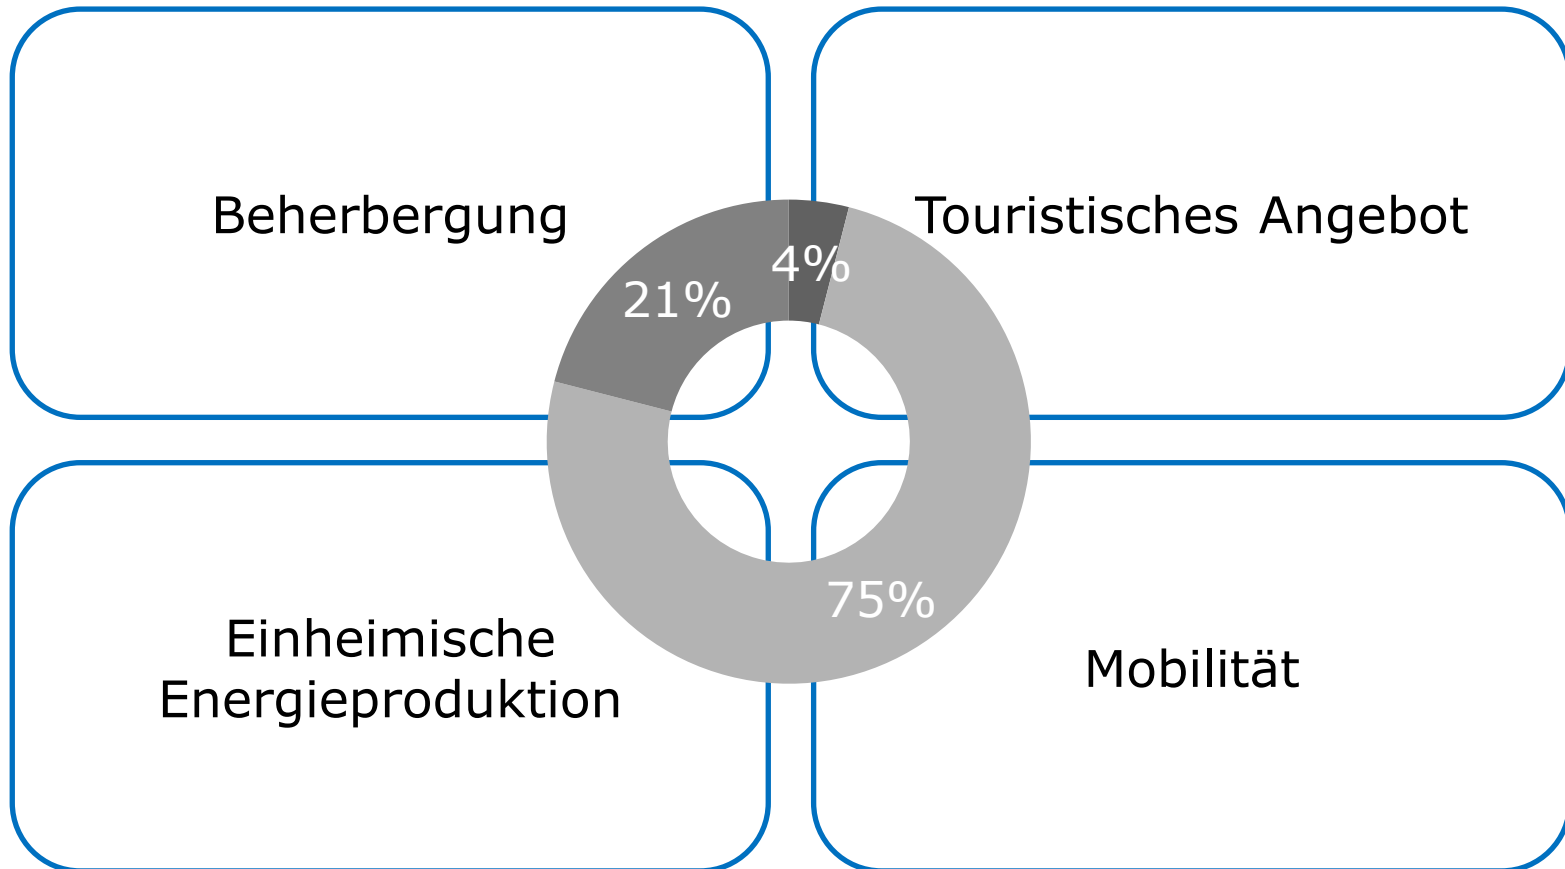 Beherbergung
Touristisches Angebot
4%
21%
75%
Einheimische
Energieproduktion
Mobilität